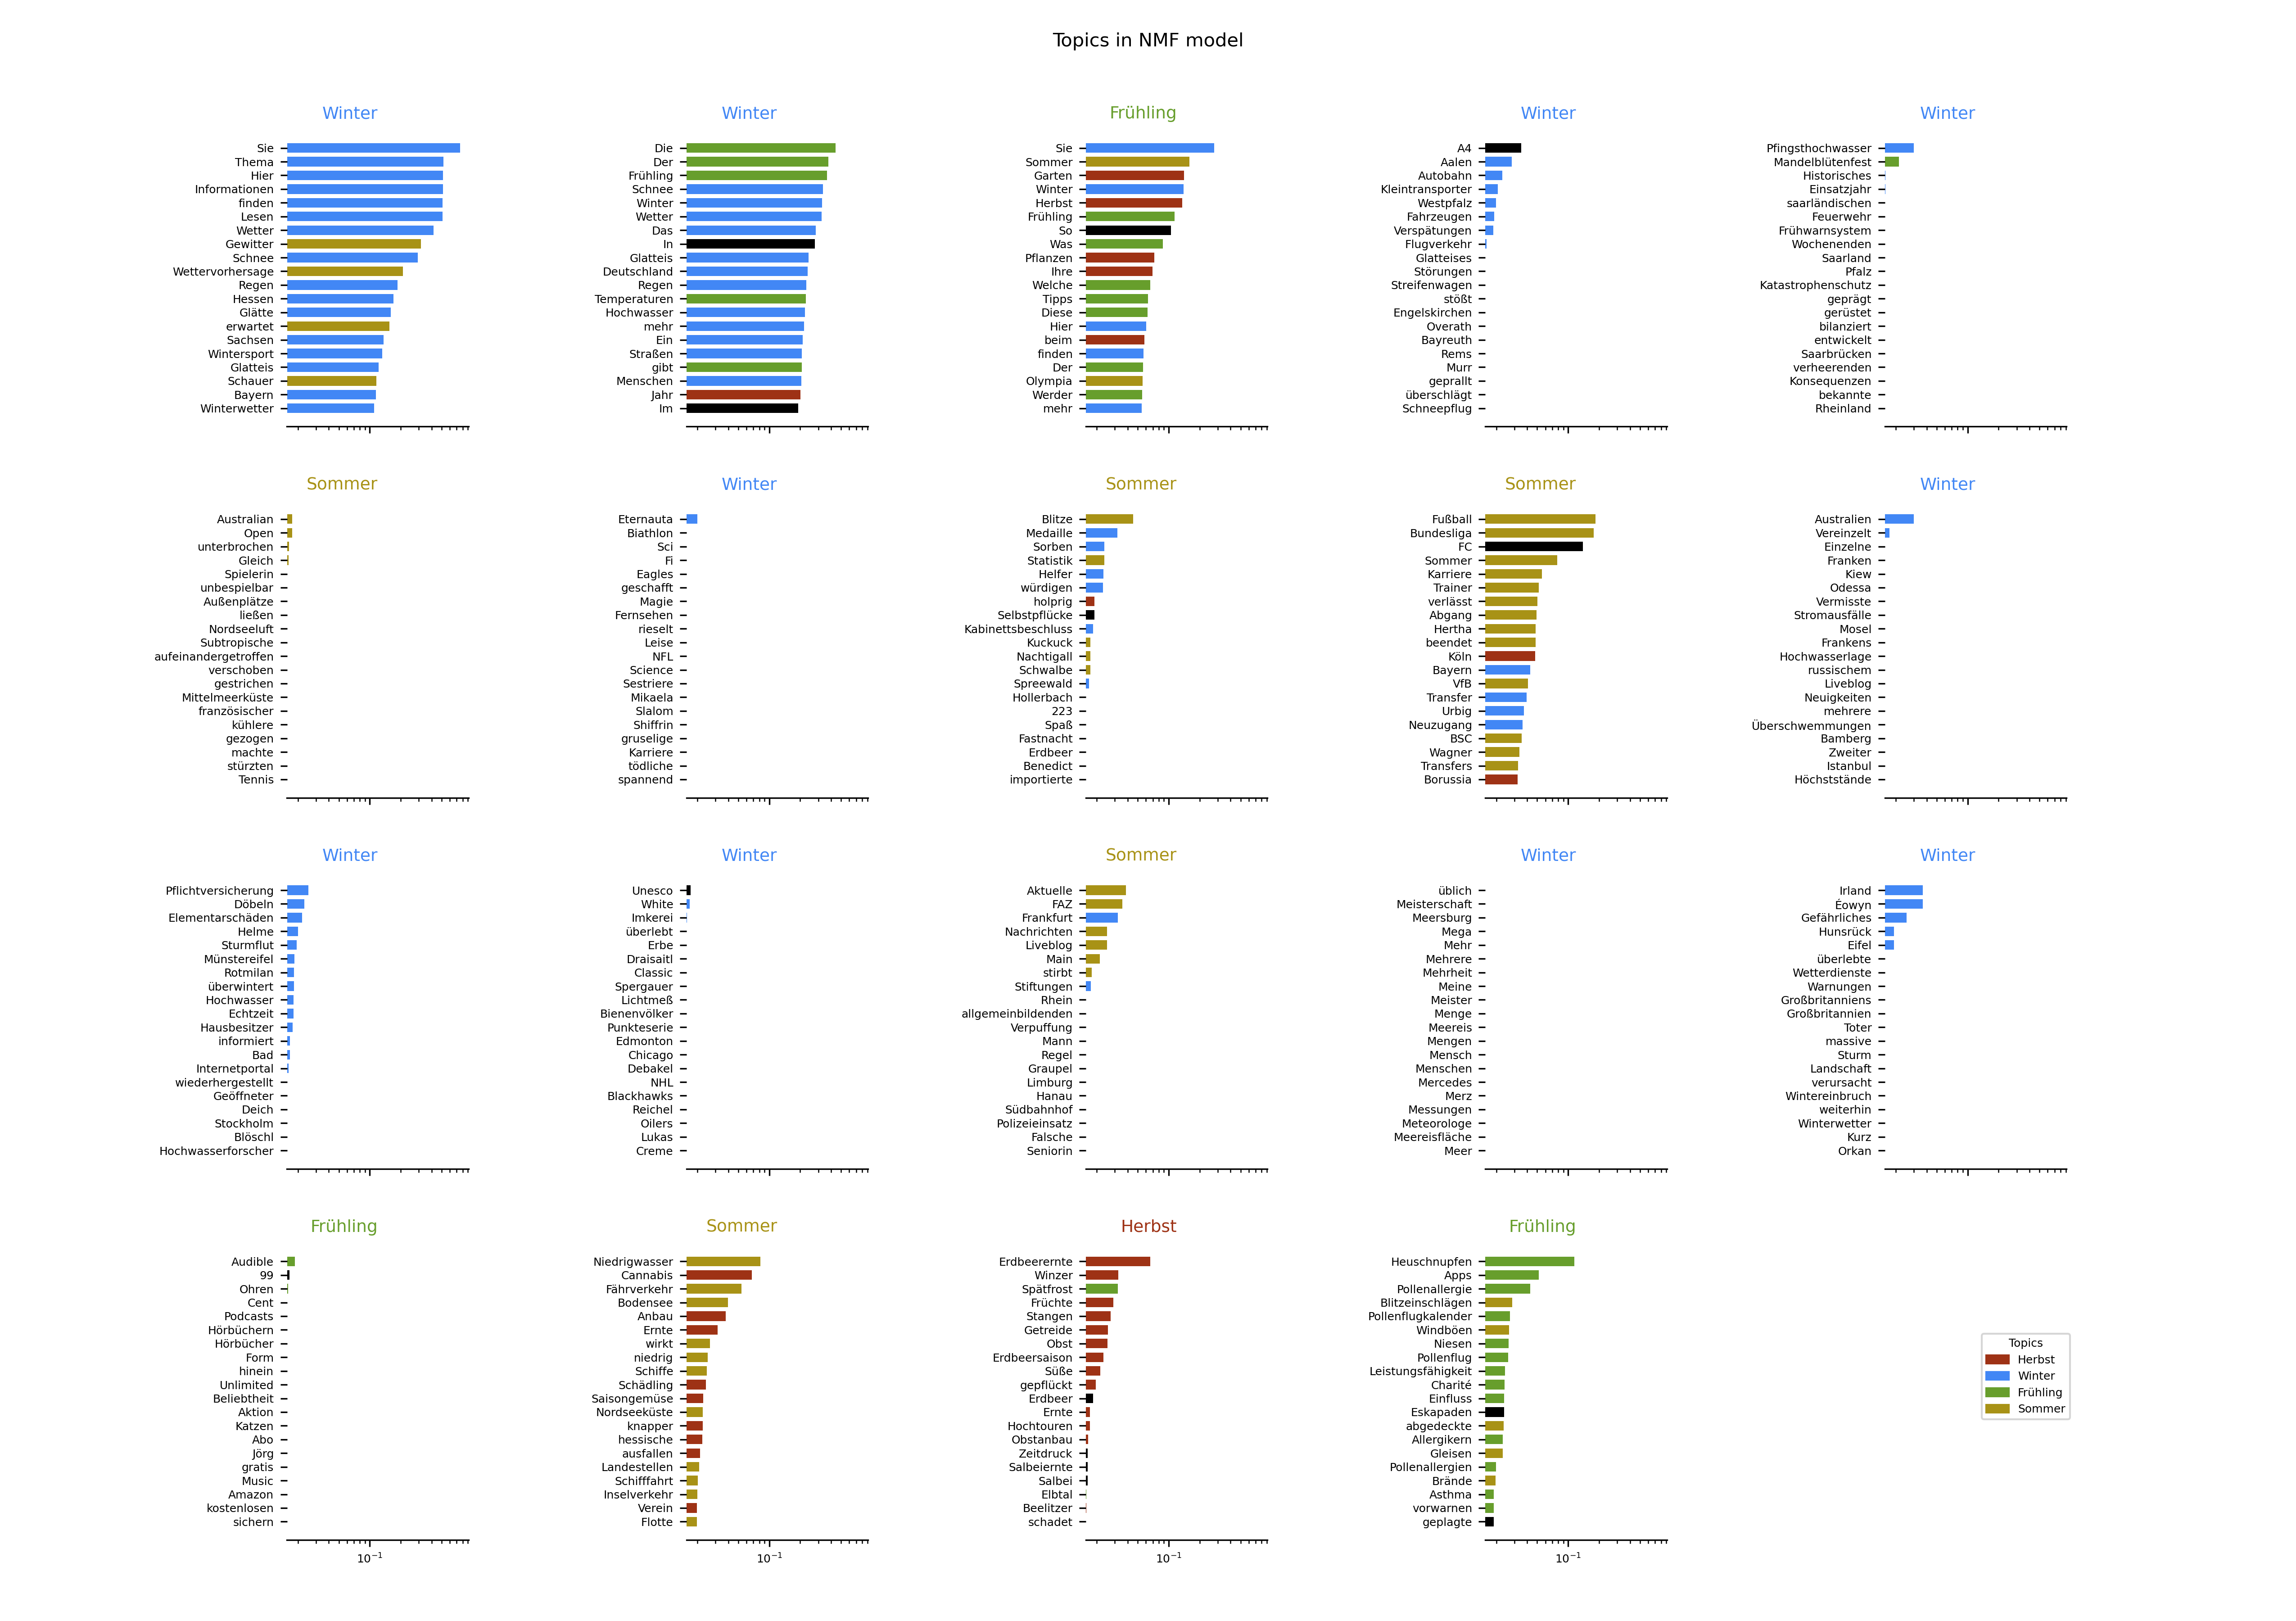 Topics in NMF model
Winter
Sie
Thema
Hier
Informationen
finden
Lesen
Wetter
Gewitter
Schnee
Wettervorhersage
Regen
Hessen
Glätte
erwartet
Sachsen
Wintersport
Glatteis
Schauer
Bayern
Winterwetter
Winter
Die
Der
Frühling
Schnee
Winter
Wetter
Das
In
Glatteis
Deutschland
Regen
Temperaturen
Hochwasser
mehr
Ein
Straßen
gibt
Menschen
Jahr
Im
Frühling
Sie
Sommer
Garten
Winter
Herbst
Frühling
So
Was
Pflanzen
Ihre
Welche
Tipps
Diese
Hier
beim
finden
Der
Olympia
Werder
mehr
Winter
A4
Aalen
Autobahn
Kleintransporter
Westpfalz
Fahrzeugen
Verspätungen
Flugverkehr
Glatteises
Störungen
Streifenwagen
stößt
Engelskirchen
Overath
Bayreuth
Rems
Murr
geprallt
überschlägt
Schneepflug
Winter
Pfingsthochwasser
Mandelblütenfest
Historisches
Einsatzjahr
saarländischen
Feuerwehr
Frühwarnsystem
Wochenenden
Saarland
Pfalz
Katastrophenschutz
geprägt
gerüstet
bilanziert
entwickelt
Saarbrücken
verheerenden
Konsequenzen
bekannte
Rheinland
Sommer
Australian
Open
unterbrochen
Gleich
Spielerin
unbespielbar
Außenplätze
ließen
Nordseeluft
Subtropische
aufeinandergetroffen
verschoben
gestrichen
Mittelmeerküste
französischer
kühlere
gezogen
machte
stürzten
Tennis
Winter
Eternauta
Biathlon
Sci
Fi
Eagles
geschafft
Magie
Fernsehen
rieselt
Leise
NFL
Science
Sestriere
Mikaela
Slalom
Shiffrin
gruselige
Karriere
tödliche
spannend
Sommer
Blitze
Medaille
Sorben
Statistik
Helfer
würdigen
holprig
Selbstpflücke
Kabinettsbeschluss
Kuckuck
Nachtigall
Schwalbe
Spreewald
Hollerbach
223
Spaß
Fastnacht
Erdbeer
Benedict
importierte
Sommer
Fußball
Bundesliga
FC
Sommer
Karriere
Trainer
verlässt
Abgang
Hertha
beendet
Köln
Bayern
VfB
Transfer
Urbig
Neuzugang
BSC
Wagner
Transfers
Borussia
Winter
Australien
Vereinzelt
Einzelne
Franken
Kiew
Odessa
Vermisste
Stromausfälle
Mosel
Frankens
Hochwasserlage
russischem
Liveblog
Neuigkeiten
mehrere
Überschwemmungen
Bamberg
Zweiter
Istanbul
Höchststände
Winter
Pflichtversicherung
Döbeln
Elementarschäden
Helme
Sturmflut
Münstereifel
Rotmilan
überwintert
Hochwasser
Echtzeit
Hausbesitzer
informiert
Bad
Internetportal
wiederhergestellt
Geöffneter
Deich
Stockholm
Blöschl
Hochwasserforscher
Winter
Unesco
White
Imkerei
überlebt
Erbe
Draisaitl
Classic
Spergauer
Lichtmeß
Bienenvölker
Punkteserie
Edmonton
Chicago
Debakel
NHL
Blackhawks
Reichel
Oilers
Lukas
Creme
Sommer
Aktuelle
FAZ
Frankfurt
Nachrichten
Liveblog
Main
stirbt
Stiftungen
Rhein
allgemeinbildenden
Verpuffung
Mann
Regel
Graupel
Limburg
Hanau
Südbahnhof
Polizeieinsatz
Falsche
Seniorin
Winter
üblich
Meisterschaft
Meersburg
Mega
Mehr
Mehrere
Mehrheit
Meine
Meister
Menge
Meereis
Mengen
Mensch
Menschen
Mercedes
Merz
Messungen
Meteorologe
Meereisfläche
Meer
Winter
Irland
Éowyn
Gefährliches
Hunsrück
Eifel
überlebte
Wetterdienste
Warnungen
Großbritanniens
Großbritannien
Toter
massive
Sturm
Landschaft
verursacht
Wintereinbruch
weiterhin
Winterwetter
Kurz
Orkan
Frühling
Audible
99
Ohren
Cent
Podcasts
Hörbüchern
Hörbücher
Form
hinein
Unlimited
Beliebtheit
Aktion
Katzen
Abo
Jörg
gratis
Music
Amazon
kostenlosen
sichern
10⁻¹
Sommer
Niedrigwasser
Cannabis
Fährverkehr
Bodensee
Anbau
Ernte
wirkt
niedrig
Schiffe
Schädling
Saisongemüse
Nordseeküste
knapper
hessische
ausfallen
Landestellen
Schifffahrt
Inselverkehr
Verein
Flotte
10⁻¹
Herbst
Erdbeerernte
Winzer
Spätfrost
Früchte
Stangen
Getreide
Obst
Erdbeersaison
Süße
gepflückt
Erdbeer
Ernte
Hochtouren
Obstanbau
Zeitdruck
Salbeiernte
Salbei
Elbtal
Beelitzer
schadet
10⁻¹
Frühling
Heuschnupfen
Apps
Pollenallergie
Blitzeinschlägen
Pollenflugkalender
Windböen
Niesen
Pollenflug
Leistungsfähigkeit
Charité
Einfluss
Eskapaden
abgedeckte
Allergikern
Gleisen
Pollenallergien
Brände
Asthma
vorwarnen
geplagte
10⁻¹
Topics
Herbst
Winter
Frühling
Sommer